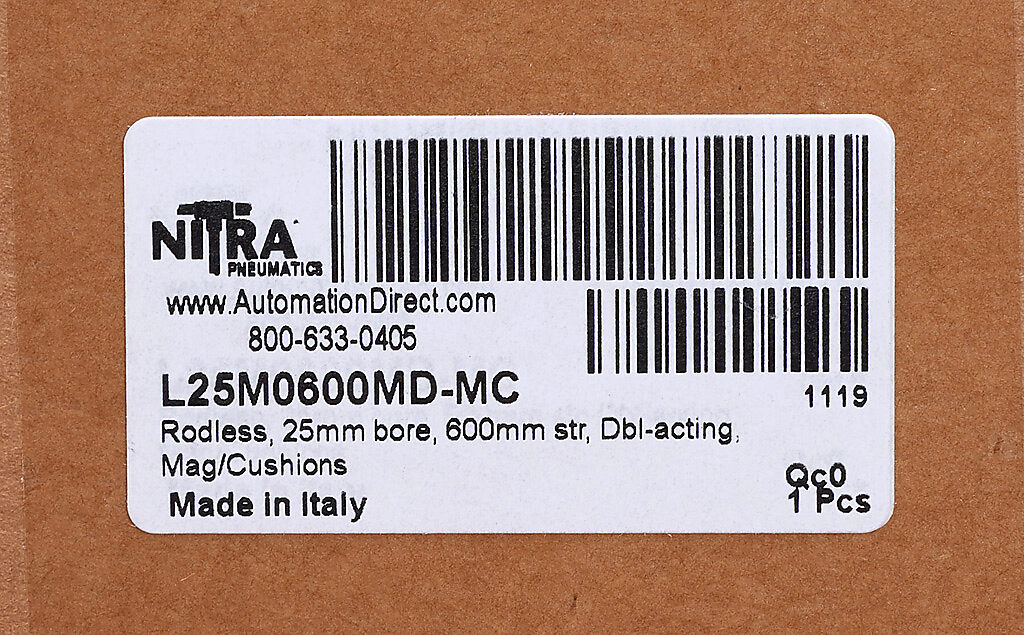 NITRA
PNEUMATICS
www.AutomationDirect.com
800-633-0405
L25M0600MD-MC
1119
Rodless, 25mm bore, 600mm str, Dbl-acting,
Mag/Cushions
Made in Italy
Qc0
1 Pcs